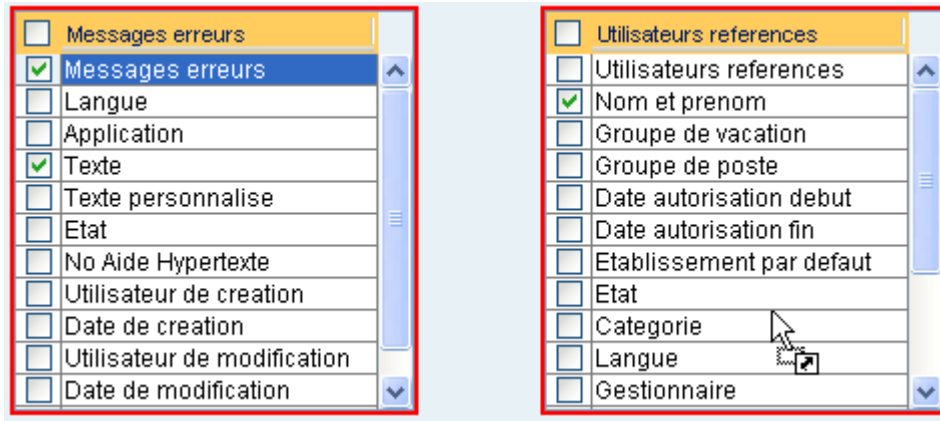 Messages erreurs
Messages erreurs
Langue
Application
Texte
Texte personnalise
Etat
No Aide Hypertexte
Utilisateur de creation
Date de creation
Utilisateur de modification
Date de modification
Utilisateurs references
Utilisateurs references
Nom et prenom
Groupe de vacation
Groupe de poste
Date autorisation debut
Date autorisation fin
Etablissement par defaut
Etat
Categorie
Langue
Gestionnaire